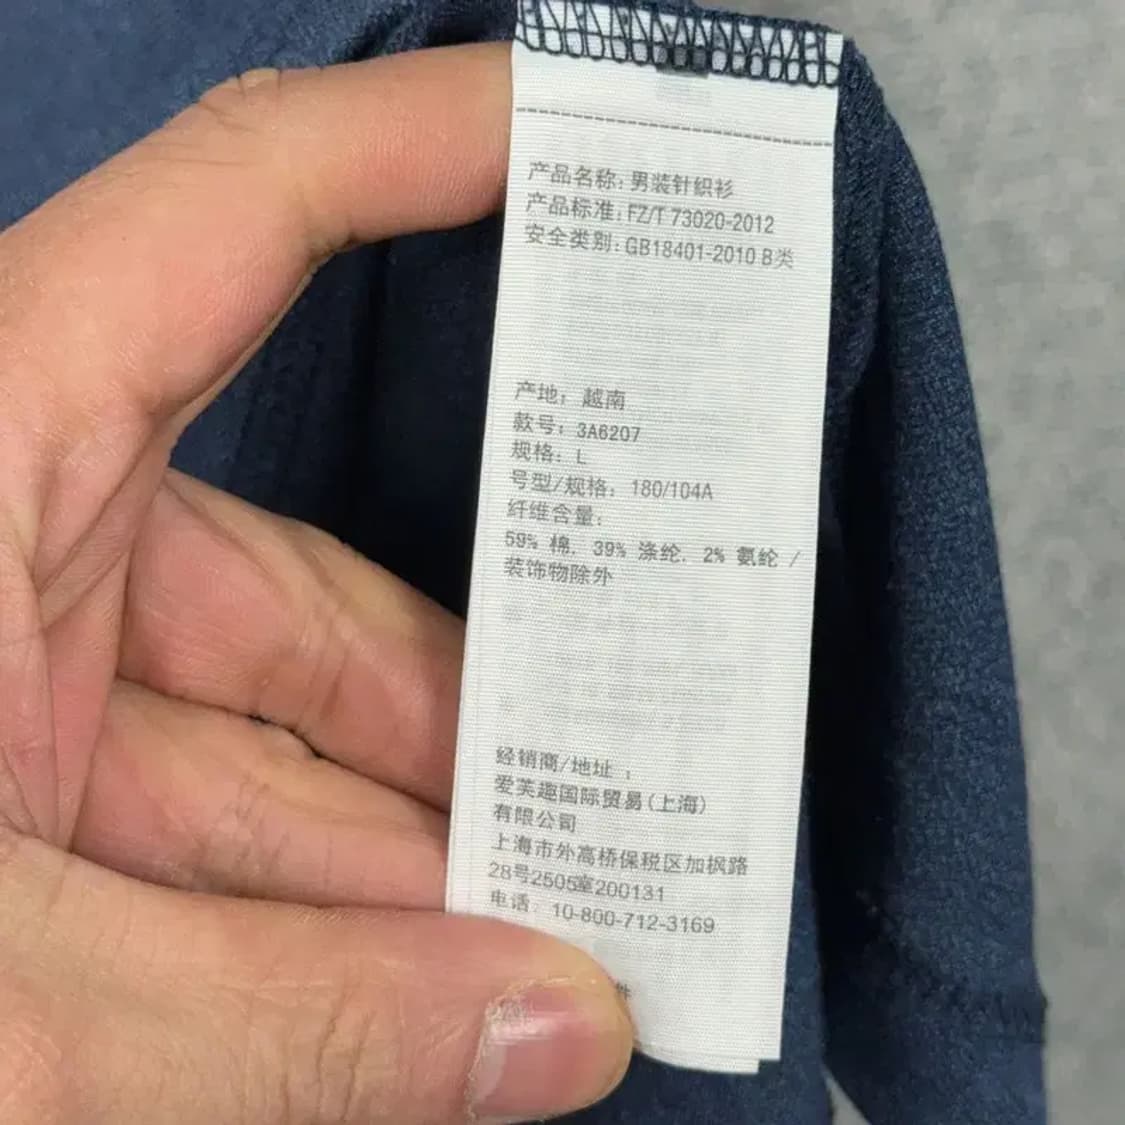 产品名称: 男装针织衫
产品标准: FZ/T 73020-2012
安全类别: GB18401-2010 B类
产地: 越南
款号: 3A6207
规格: L
号型/规格: 180/104A
纤维含量:
59% 棉, 39% 涤纶, 2% 氨纶 /
装饰物除外
经销商/地址 :
爱芙趣国际贸易(上海)
有限公司
上海市外高桥保税区加枫路
28号2505室200131
电话: 10-800-712-3169
件